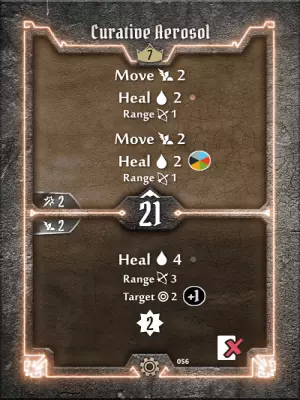 Curative Aerosol
7
Move 2
Heal 2
Range 1
Move 2
Heal 2
Range 1
2
21
2
Heal 4
Range 3
Target 2 +1
2
056